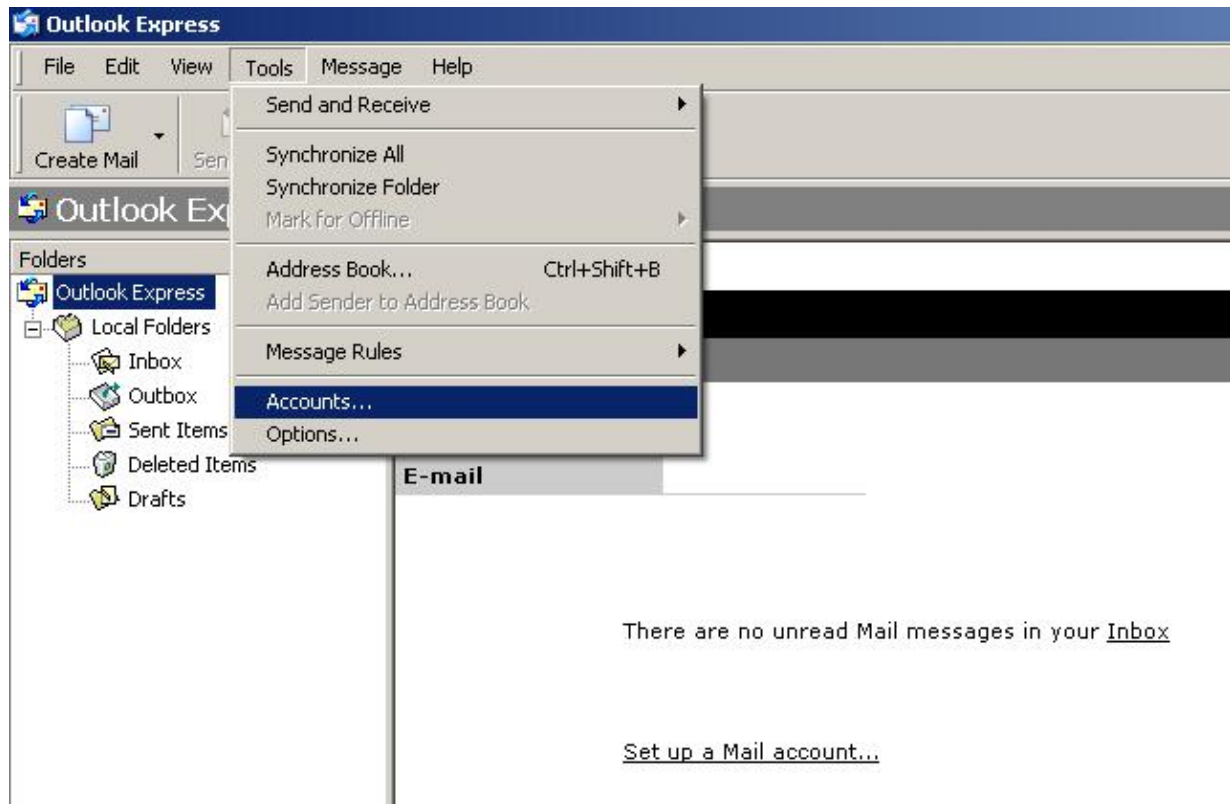 Outlook Express
File Edit View Tools Message Help
Create Mail
Sen
Send and Receive
Synchronize All
Synchronize Folder
Mark for Offline
Address Book... Ctrl+Shift+B
Add Sender to Address Book
Message Rules
Accounts...
Options...
Outlook Ex
Folders
Outlook Express
Local Folders
Inbox
Outbox
Sent Items
Deleted Items
Drafts
E-mail
There are no unread Mail messages in your Inbox
Set up a Mail account...